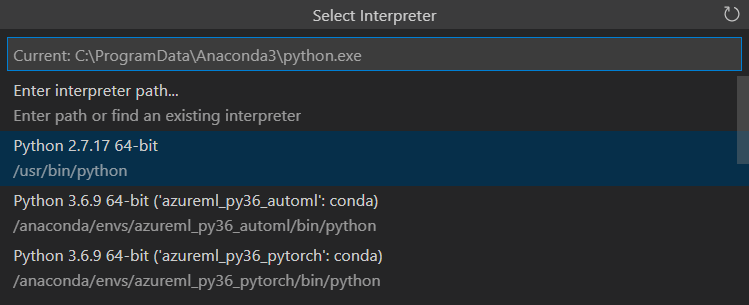 Select Interpreter
Current: C:\ProgramData\Anaconda3\python.exe
Enter interpreter path...
Enter path or find an existing interpreter
Python 2.7.17 64-bit
/usr/bin/python
Python 3.6.9 64-bit ('azureml_py36_automl': conda)
/anaconda/envs/azureml_py36_automl/bin/python
Python 3.6.9 64-bit ('azureml_py36_pytorch': conda)
/anaconda/envs/azureml_py36_pytorch/bin/python